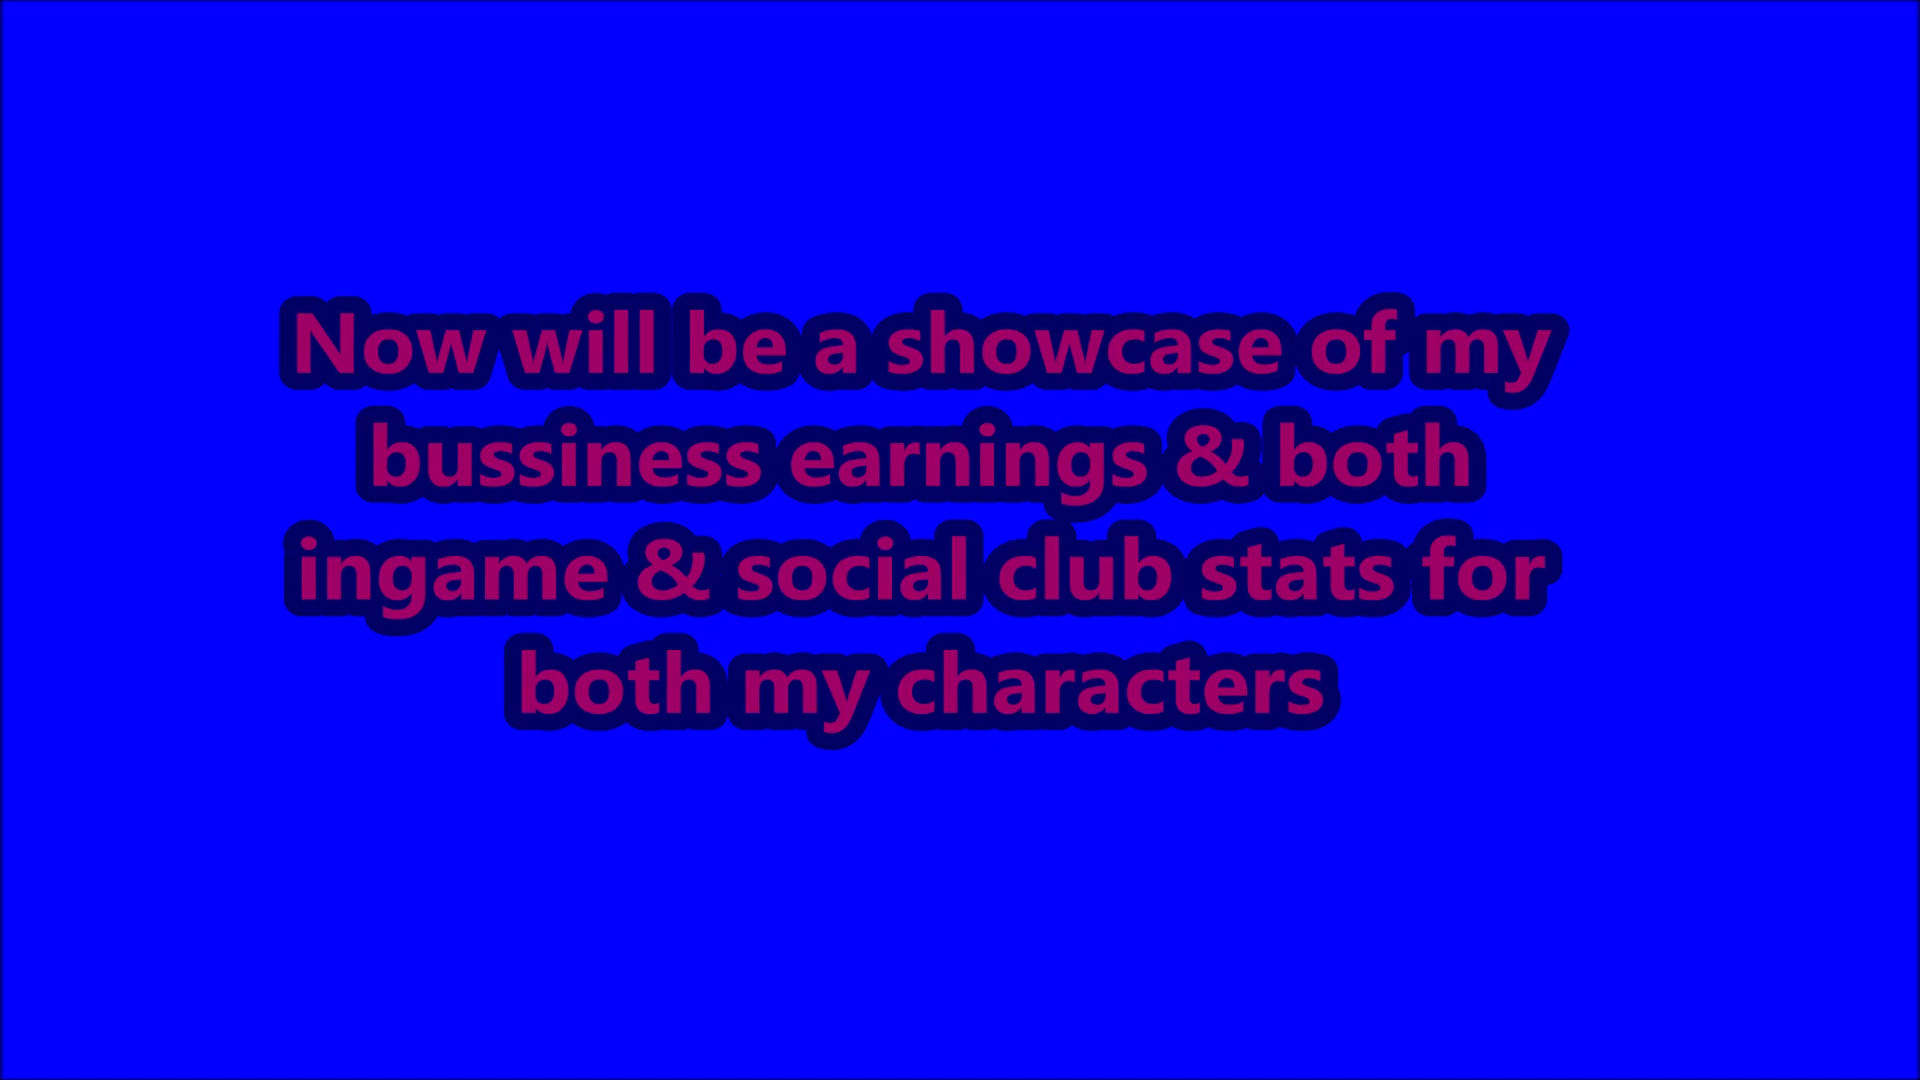 Now will be a showcase of my
bussiness earnings & both
ingame & social club stats for
both my characters